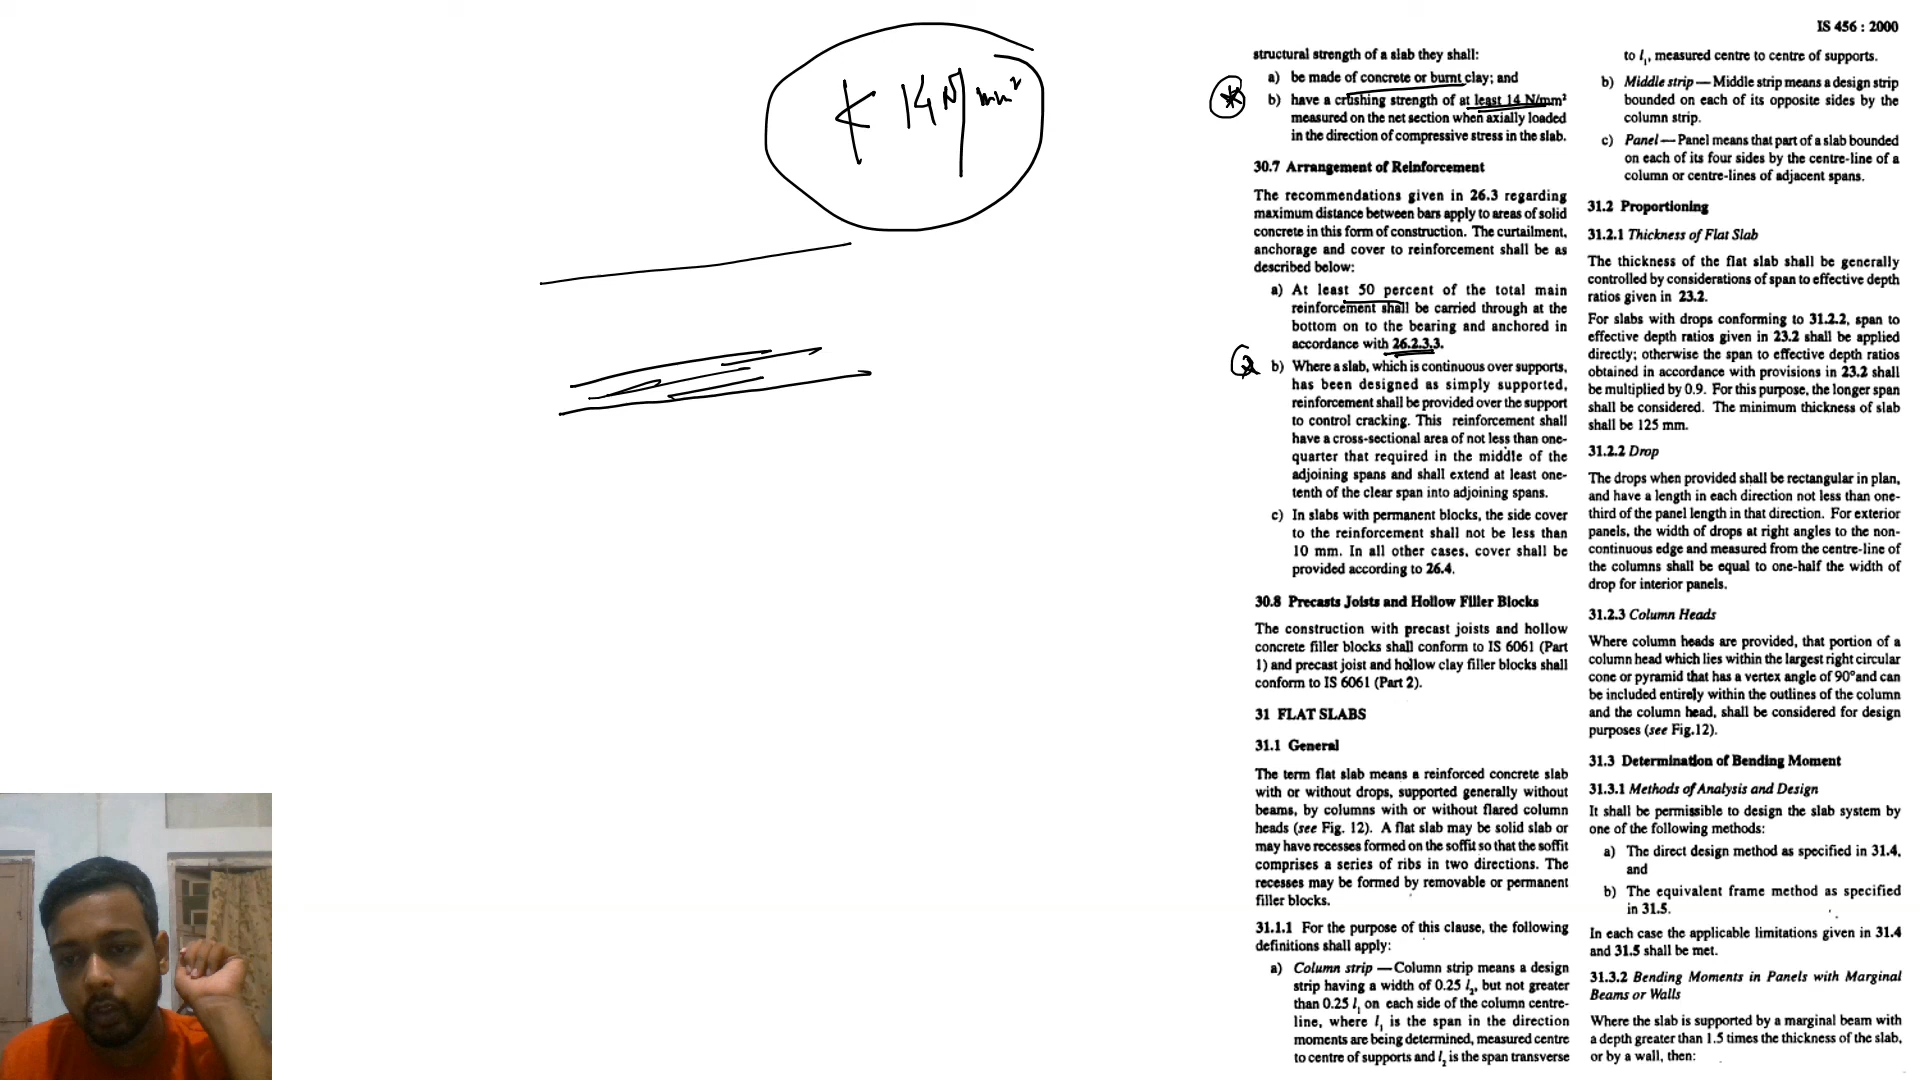 ≮ 14 N/mm²
IS 456 : 2000
structural strength of a slab they shall:
a) be made of concrete or burnt clay; and
b) have a crushing strength of at least 14 N/mm²
measured on the net section when axially loaded
in the direction of compressive stress in the slab.
30.7 Arrangement of Reinforcement
The recommendations given in 26.3 regarding
maximum distance between bars apply to areas of solid
concrete in this form of construction. The curtailment,
anchorage and cover to reinforcement shall be as
described below:
a) At least 50 percent of the total main
reinforcement shall be carried through at the
bottom on to the bearing and anchored in
accordance with 26.2.3.3.
b) Where a slab, which is continuous over supports,
has been designed as simply supported,
reinforcement shall be provided over the support
to control cracking. This reinforcement shall
have a cross-sectional area of not less than one-
quarter that required in the middle of the
adjoining spans and shall extend at least one-
tenth of the clear span into adjoining spans.
c) In slabs with permanent blocks, the side cover
to the reinforcement shall not be less than
10 mm. In all other cases, cover shall be
provided according to 26.4.
30.8 Precasts Joists and Hollow Filler Blocks
The construction with precast joists and hollow
concrete filler blocks shall conform to IS 6061 (Part
1) and precast joist and hollow clay filler blocks shall
conform to IS 6061 (Part 2).
31 FLAT SLABS
31.1 General
The term flat slab means a reinforced concrete slab
with or without drops, supported generally without
beams, by columns with or without flared column
heads (see Fig. 12). A flat slab may be solid slab or
may have recesses formed on the soffit so that the soffit
comprises a series of ribs in two directions. The
recesses may be formed by removable or permanent
filler blocks.
31.1.1 For the purpose of this clause, the following
definitions shall apply:
a) Column strip — Column strip means a design
strip having a width of 0.25 l₂, but not greater
than 0.25 l₁ on each side of the column centre-
line, where l₁ is the span in the direction
moments are being determined, measured centre
to centre of supports and l₂ is the span transverse
to l₁, measured centre to centre of supports.
b) Middle strip — Middle strip means a design strip
bounded on each of its opposite sides by the
column strip.
c) Panel — Panel means that part of a slab bounded
on each of its four sides by the centre-line of a
column or centre-lines of adjacent spans.
31.2 Proportioning
31.2.1 Thickness of Flat Slab
The thickness of the flat slab shall be generally
controlled by considerations of span to effective depth
ratios given in 23.2.
For slabs with drops conforming to 31.2.2, span to
effective depth ratios given in 23.2 shall be applied
directly; otherwise the span to effective depth ratios
obtained in accordance with provisions in 23.2 shall
be multiplied by 0.9. For this purpose, the longer span
shall be considered. The minimum thickness of slab
shall be 125 mm.
31.2.2 Drop
The drops when provided shall be rectangular in plan,
and have a length in each direction not less than one-
third of the panel length in that direction. For exterior
panels, the width of drops at right angles to the non-
continuous edge and measured from the centre-line of
the columns shall be equal to one-half the width of
drop for interior panels.
31.2.3 Column Heads
Where column heads are provided, that portion of a
column head which lies within the largest right circular
cone or pyramid that has a vertex angle of 90° and can
be included entirely within the outlines of the column
and the column head, shall be considered for design
purposes (see Fig.12).
31.3 Determination of Bending Moment
31.3.1 Methods of Analysis and Design
It shall be permissible to design the slab system by
one of the following methods:
a) The direct design method as specified in 31.4,
and
b) The equivalent frame method as specified
in 31.5.
In each case the applicable limitations given in 31.4
and 31.5 shall be met.
31.3.2 Bending Moments in Panels with Marginal
Beams or Walls
Where the slab is supported by a marginal beam with
a depth greater than 1.5 times the thickness of the slab,
or by a wall, then: